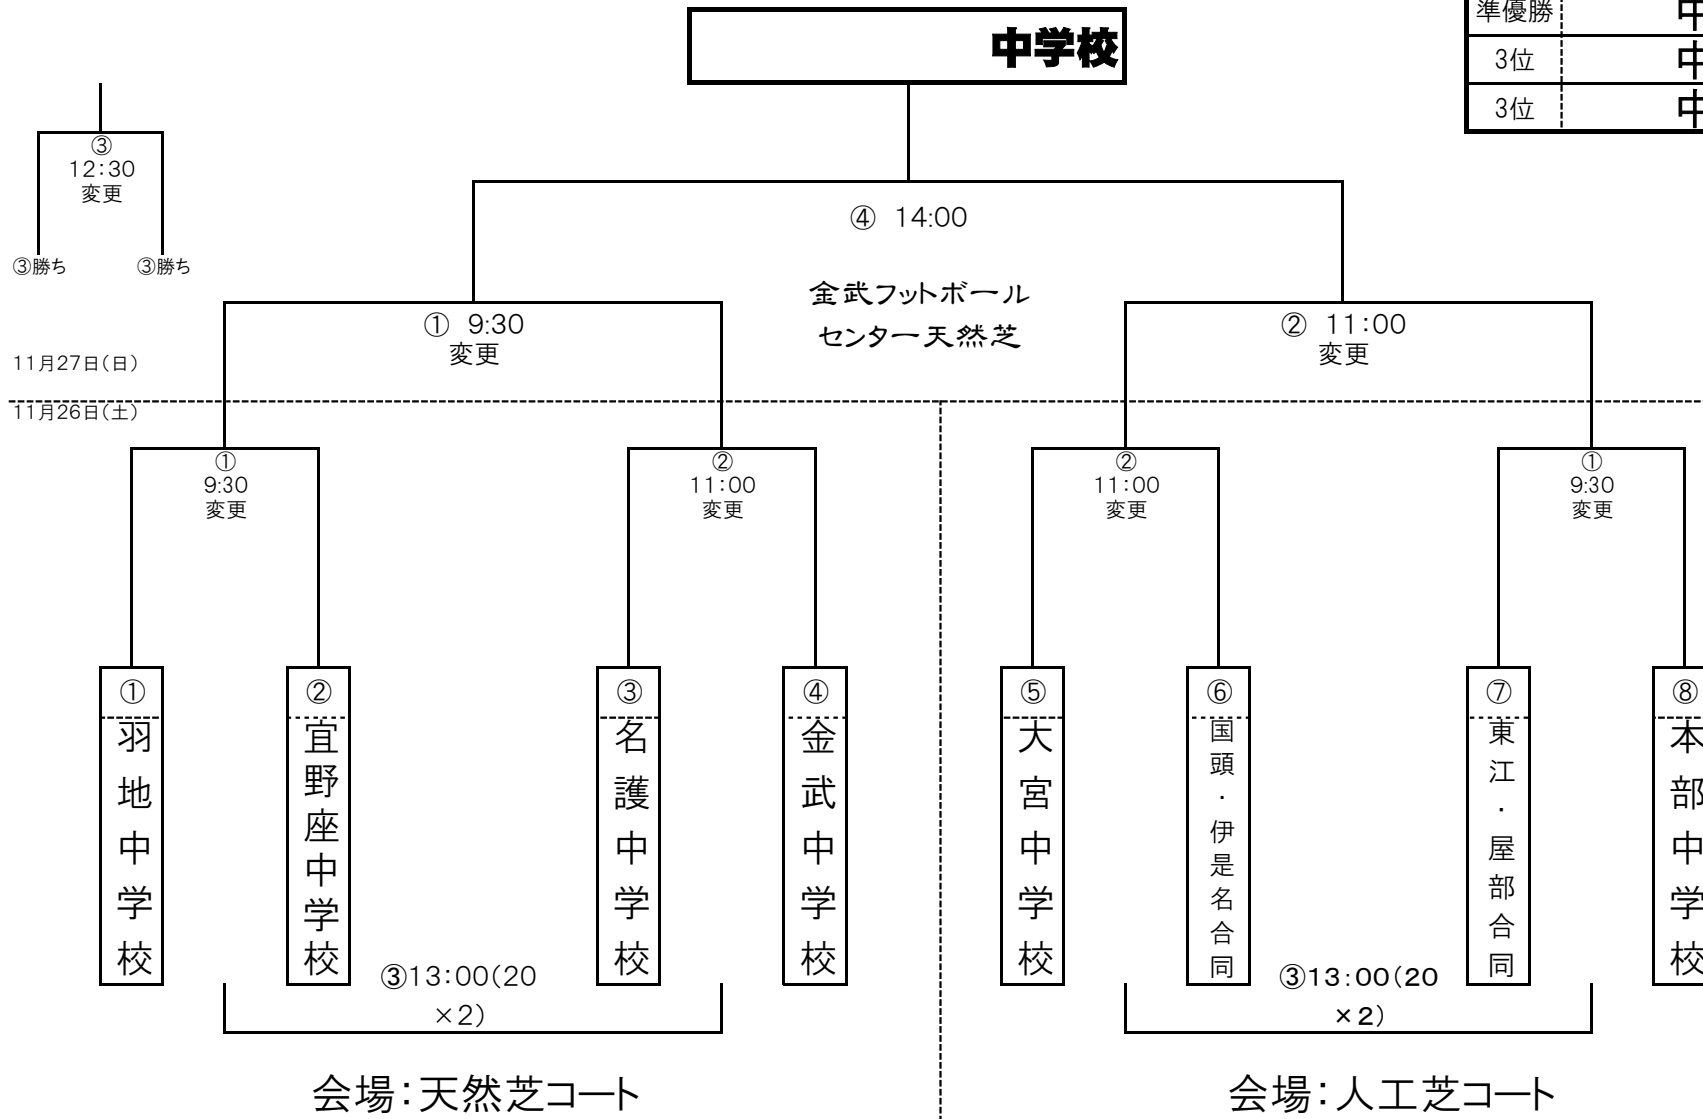 中学校
準優勝 中
3位 中
3位 中
③
12:30
変更
③勝ち ③勝ち
④ 14:00
金武フットボール
センター天然芝
① 9:30
変更
② 11:00
変更
11月27日(日)
11月26日(土)
①
9:30
変更
②
11:00
変更
②
11:00
変更
①
9:30
変更
①
羽地中学校
②
宜野座中学校
③
名護中学校
④
金武中学校
⑤
大宮中学校
⑥
国頭・伊是名合同
⑦
東江・屋部合同
⑧
本部中学校
③13:00(20
×2)
③13:00(20
×2)
会場:天然芝コート
会場:人工芝コート